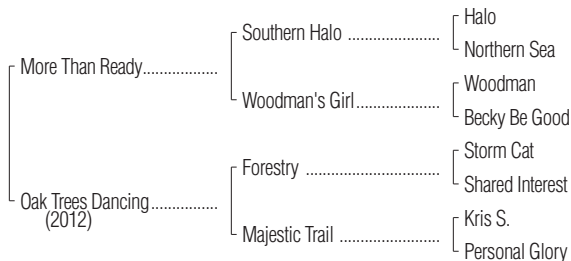 Halo
Southern Halo ....................
Northern Sea
More Than Ready.................
Woodman
Woodman's Girl..................
Becky Be Good
Storm Cat
Forestry .............................
Shared Interest
Oak Trees Dancing...............
(2012)
Kris S.
Majestic Trail ......................
Personal Glory